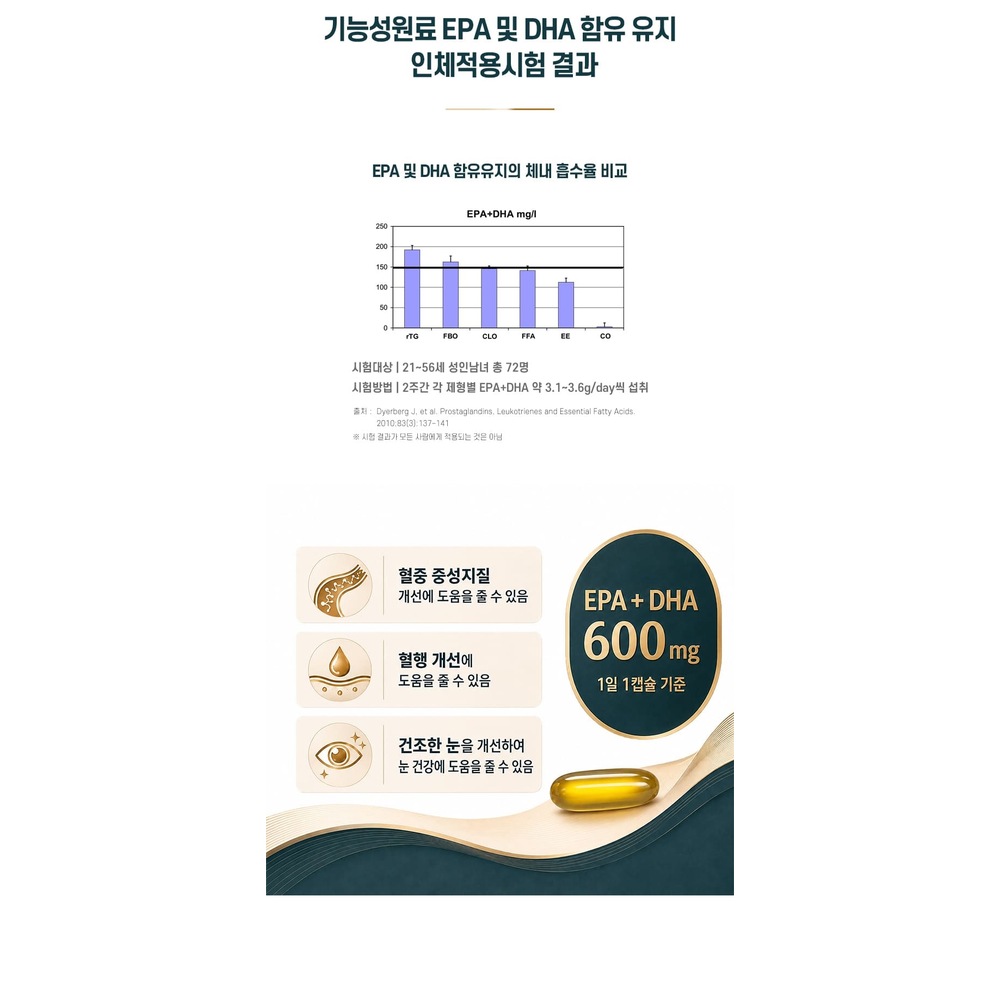 기능성원료 EPA 및 DHA 함유 유지
인체적용시험 결과
EPA 및 DHA 함유유지의 체내 흡수율 비교
EPA+DHA mg/l
250
200
150
100
50
0
rTG FBO CLO FFA EE CO
시험대상 | 21~56세 성인남녀 총 72명
시험방법 | 2주간 각 제형별 EPA+DHA 약 3.1~3.6g/day씩 섭취
출처 : Dyerberg J, et al. Prostaglandins, Leukotrienes and Essential Fatty Acids.
2010.83(3):137-141
※ 시험 결과가 모든 사람에게 적용되는 것은 아님
혈중 중성지질
개선에 도움을 줄 수 있음
혈행 개선에
도움을 줄 수 있음
건조한 눈을 개선하여
눈 건강에 도움을 줄 수 있음
EPA + DHA
600mg
1일 1캡슐 기준